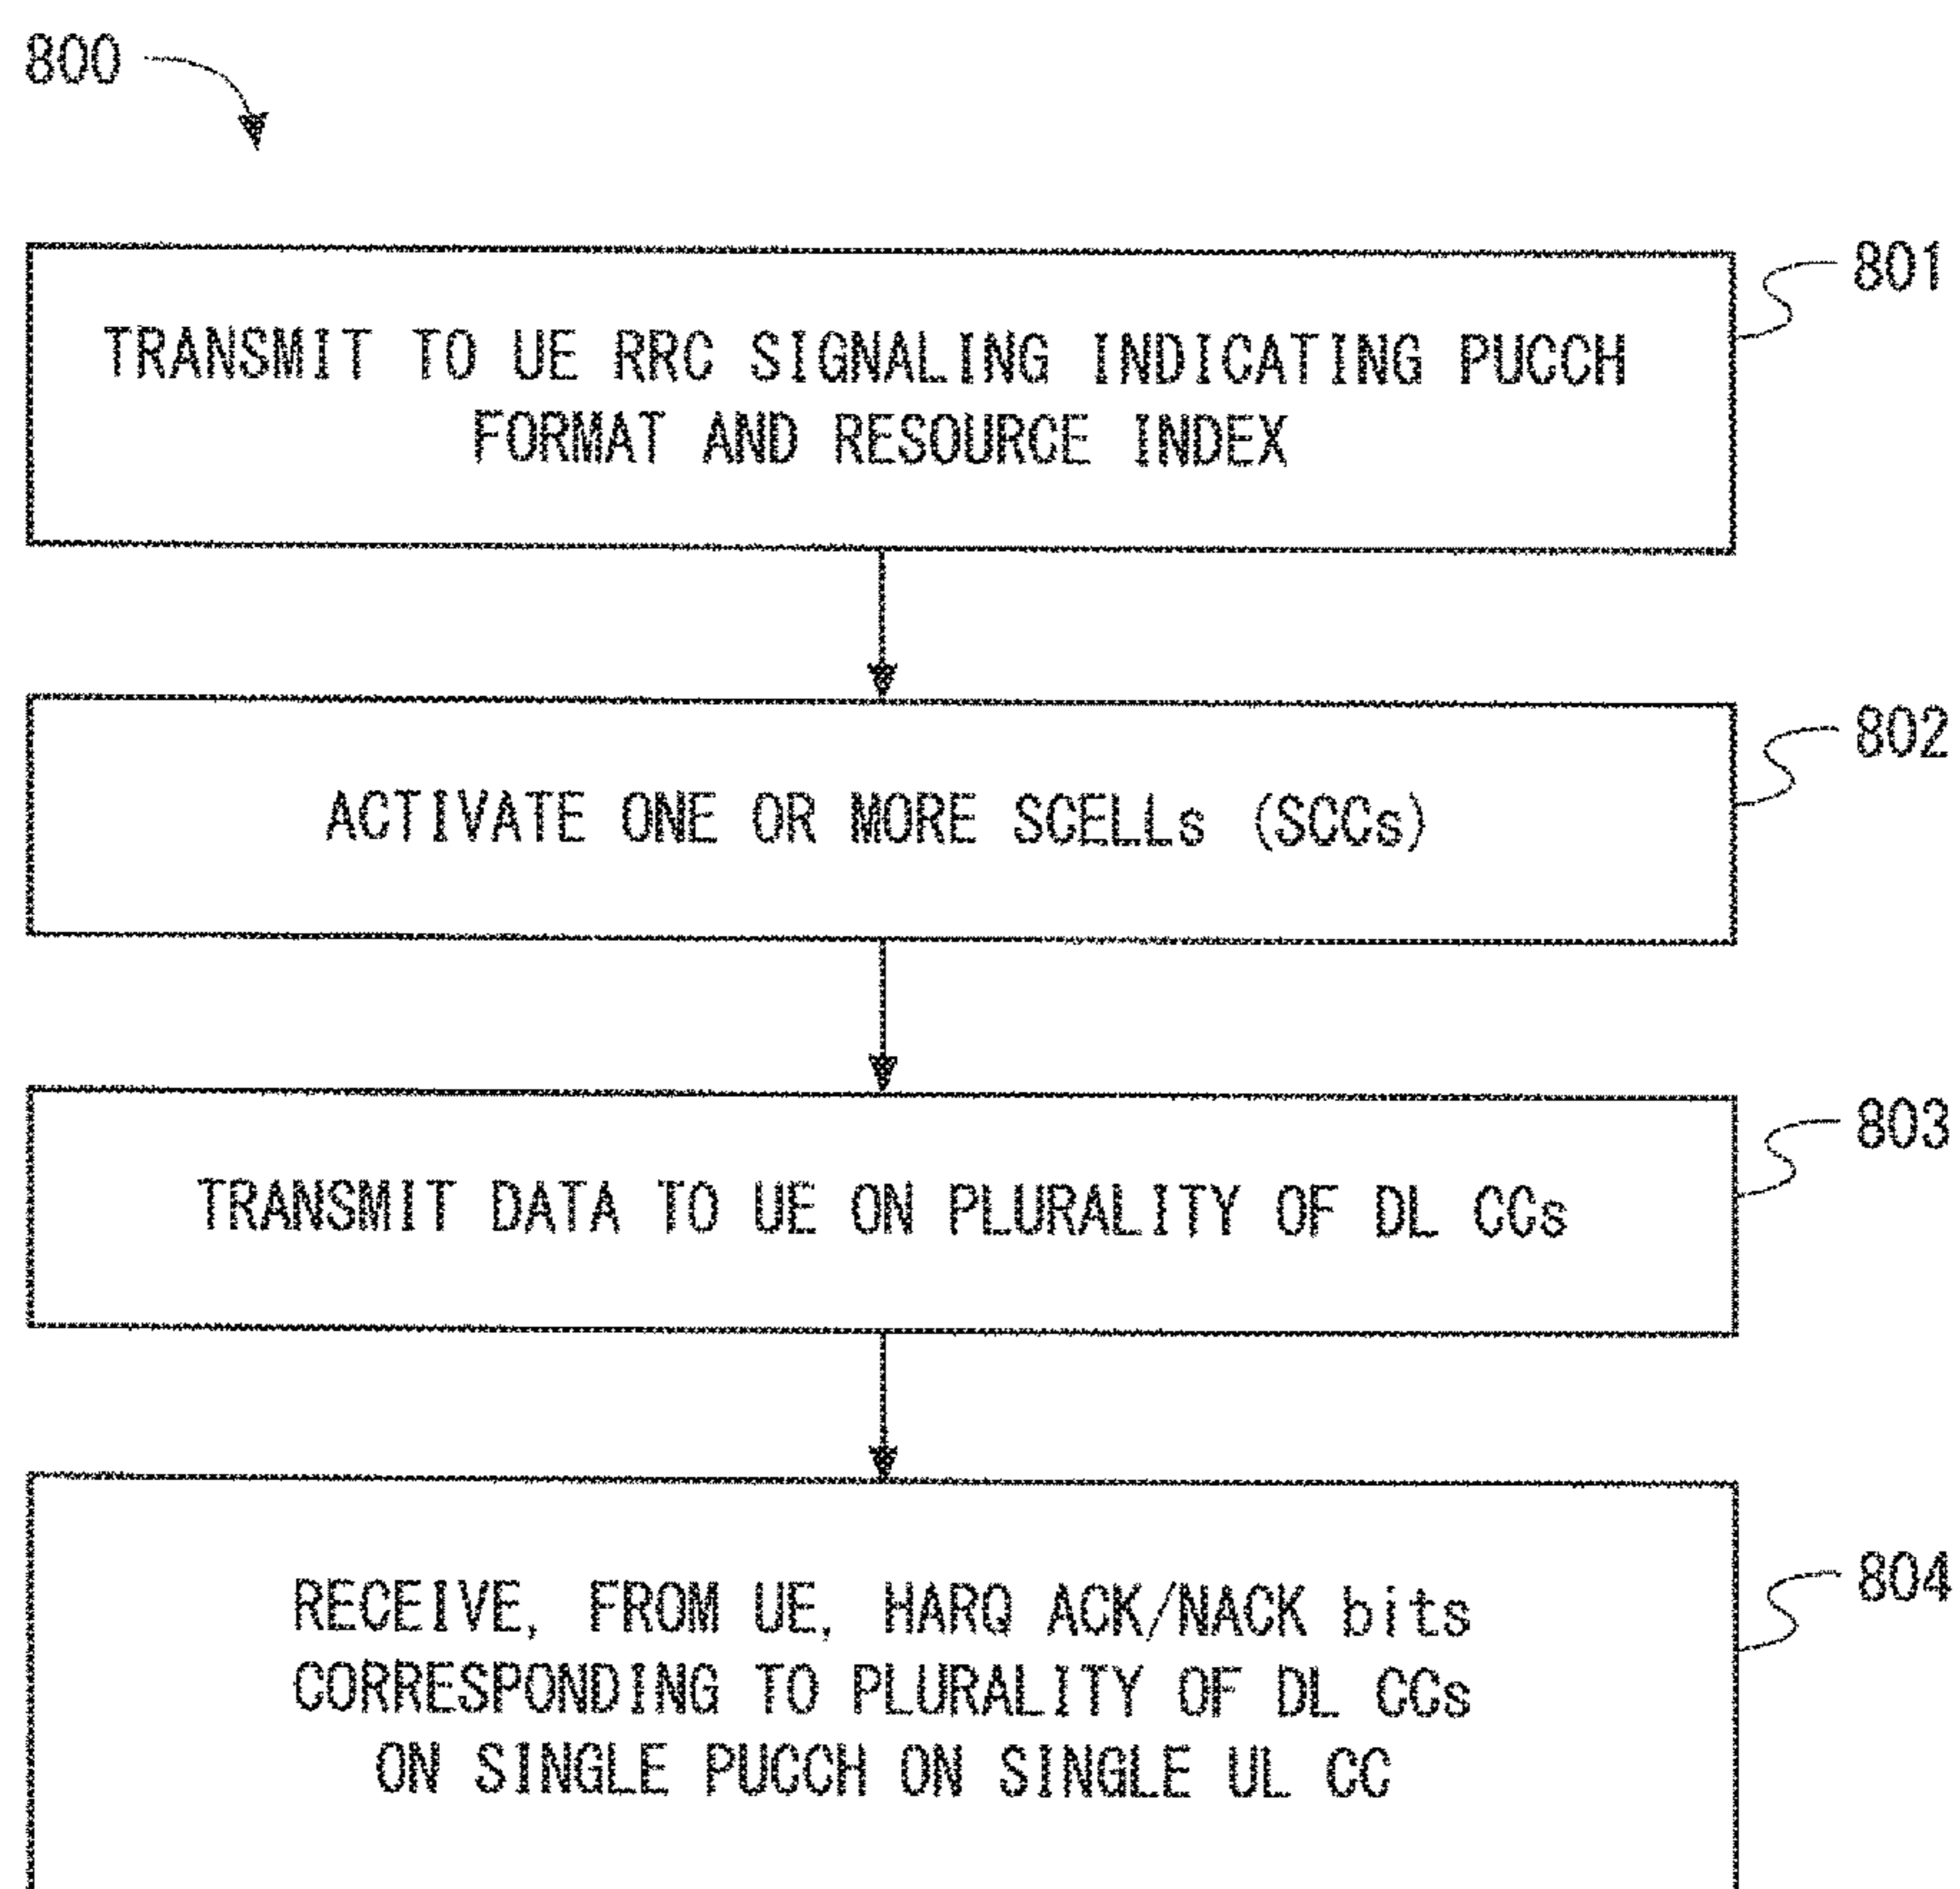 800
801
TRANSMIT TO UE RRC SIGNALING INDICATING PUCCH
FORMAT AND RESOURCE INDEX
802
ACTIVATE ONE OR MORE SCELLs (SCCs)
803
TRANSMIT DATA TO UE ON PLURALITY OF DL CCs
804
RECEIVE, FROM UE, HARQ ACK/NACK bits
CORRESPONDING TO PLURALITY OF DL CCs
ON SINGLE PUCCH ON SINGLE UL CC